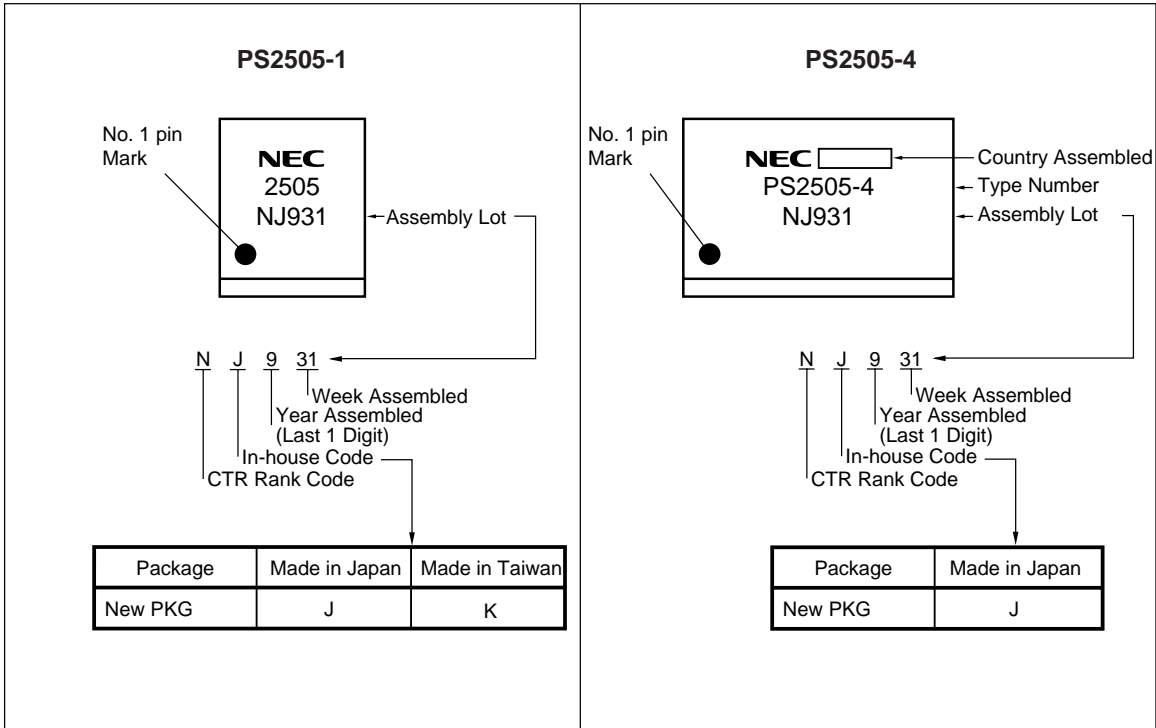 PS2505-1
No. 1 pin
Mark
NEC
2505
NJ931
Assembly Lot
N J 9 31
Week Assembled
Year Assembled
(Last 1 Digit)
In-house Code
CTR Rank Code
Package Made in Japan Made in Taiwan
New PKG J K
PS2505-4
No. 1 pin
Mark
NEC
PS2505-4
NJ931
Country Assembled
Type Number
Assembly Lot
N J 9 31
Week Assembled
Year Assembled
(Last 1 Digit)
In-house Code
CTR Rank Code
Package Made in Japan
New PKG J